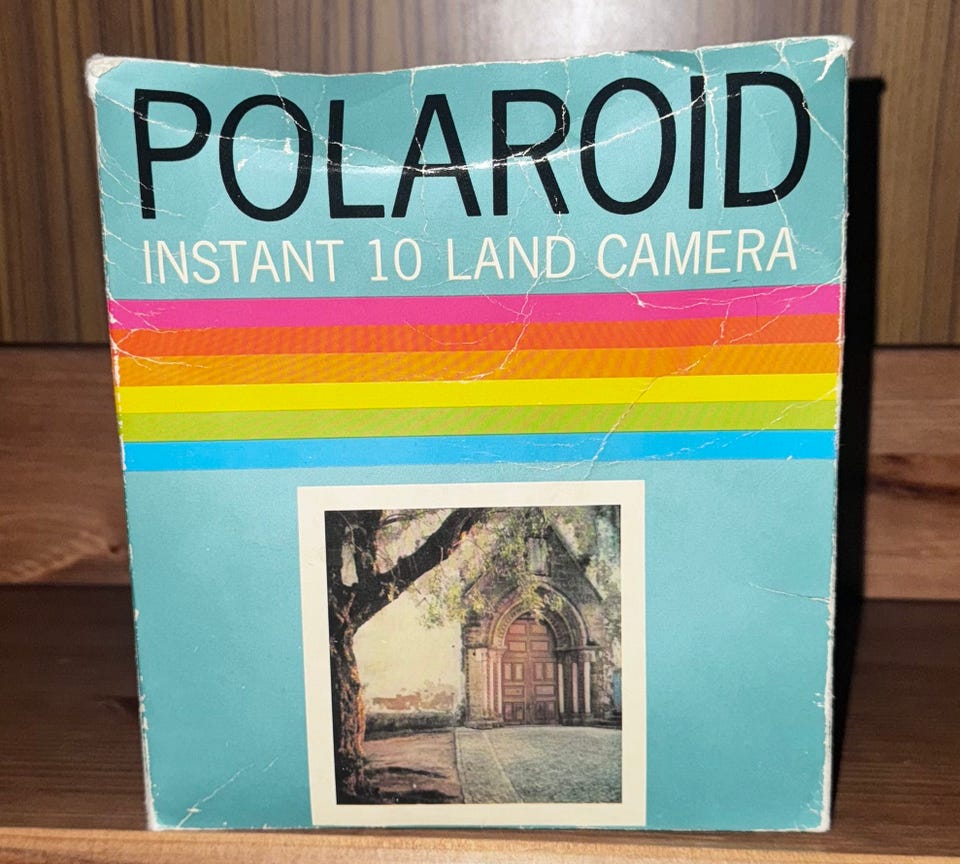 POLAROID
INSTANT 10 LAND CAMERA